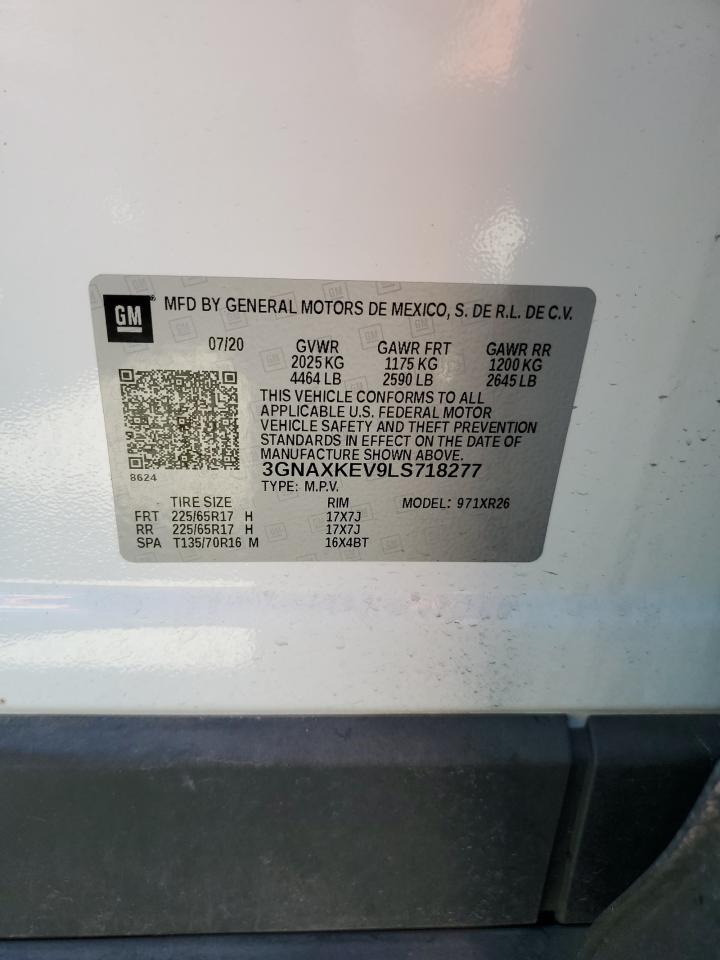 GM ® MFD BY GENERAL MOTORS DE MEXICO, S. DE R.L. DE C.V.
07/20 GVWR GAWR FRT GAWR RR
2025 KG 1175 KG 1200 KG
4464 LB 2590 LB 2645 LB
THIS VEHICLE CONFORMS TO ALL
APPLICABLE U.S. FEDERAL MOTOR
VEHICLE SAFETY AND THEFT PREVENTION
STANDARDS IN EFFECT ON THE DATE OF
MANUFACTURE SHOWN ABOVE.
3GNAXKEV9LS718277
8624
TYPE: M.P.V.
TIRE SIZE RIM MODEL: 971XR26
FRT 225/65R17 H 17X7J
RR 225/65R17 H 17X7J
SPA T135/70R16 M 16X4BT